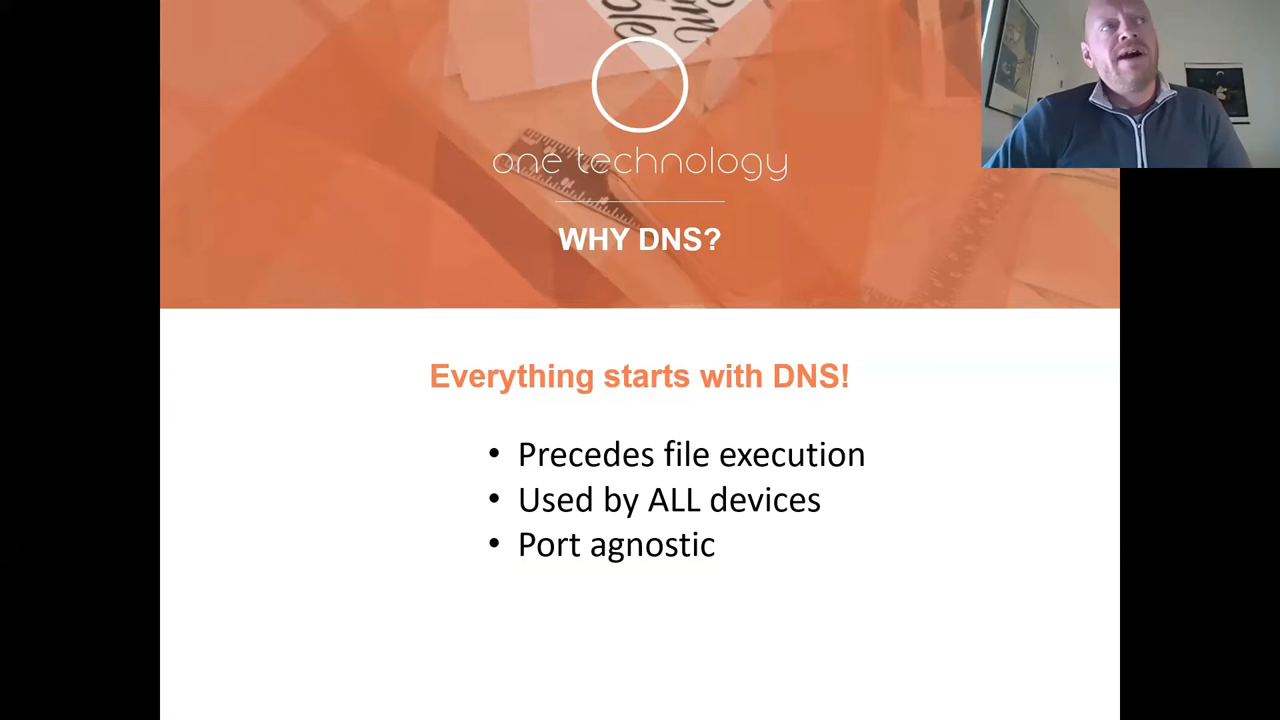 one technology
WHY DNS?
Everything starts with DNS!
• Precedes file execution
• Used by ALL devices
• Port agnostic